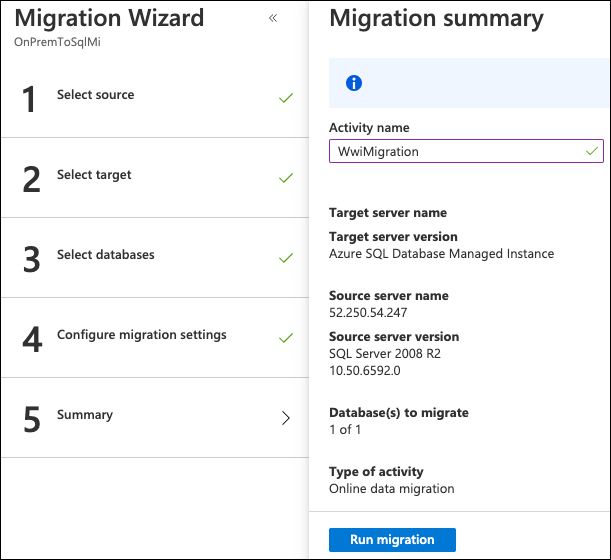 Migration Wizard
«
OnPremToSqlMi
1 Select source
2 Select target
3 Select databases
4 Configure migration settings
5 Summary
Migration summary
Activity name
WwiMigration
Target server name
Target server version
Azure SQL Database Managed Instance
Source server name
52.250.54.247
Source server version
SQL Server 2008 R2
10.50.6592.0
Database(s) to migrate
1 of 1
Type of activity
Online data migration
Run migration